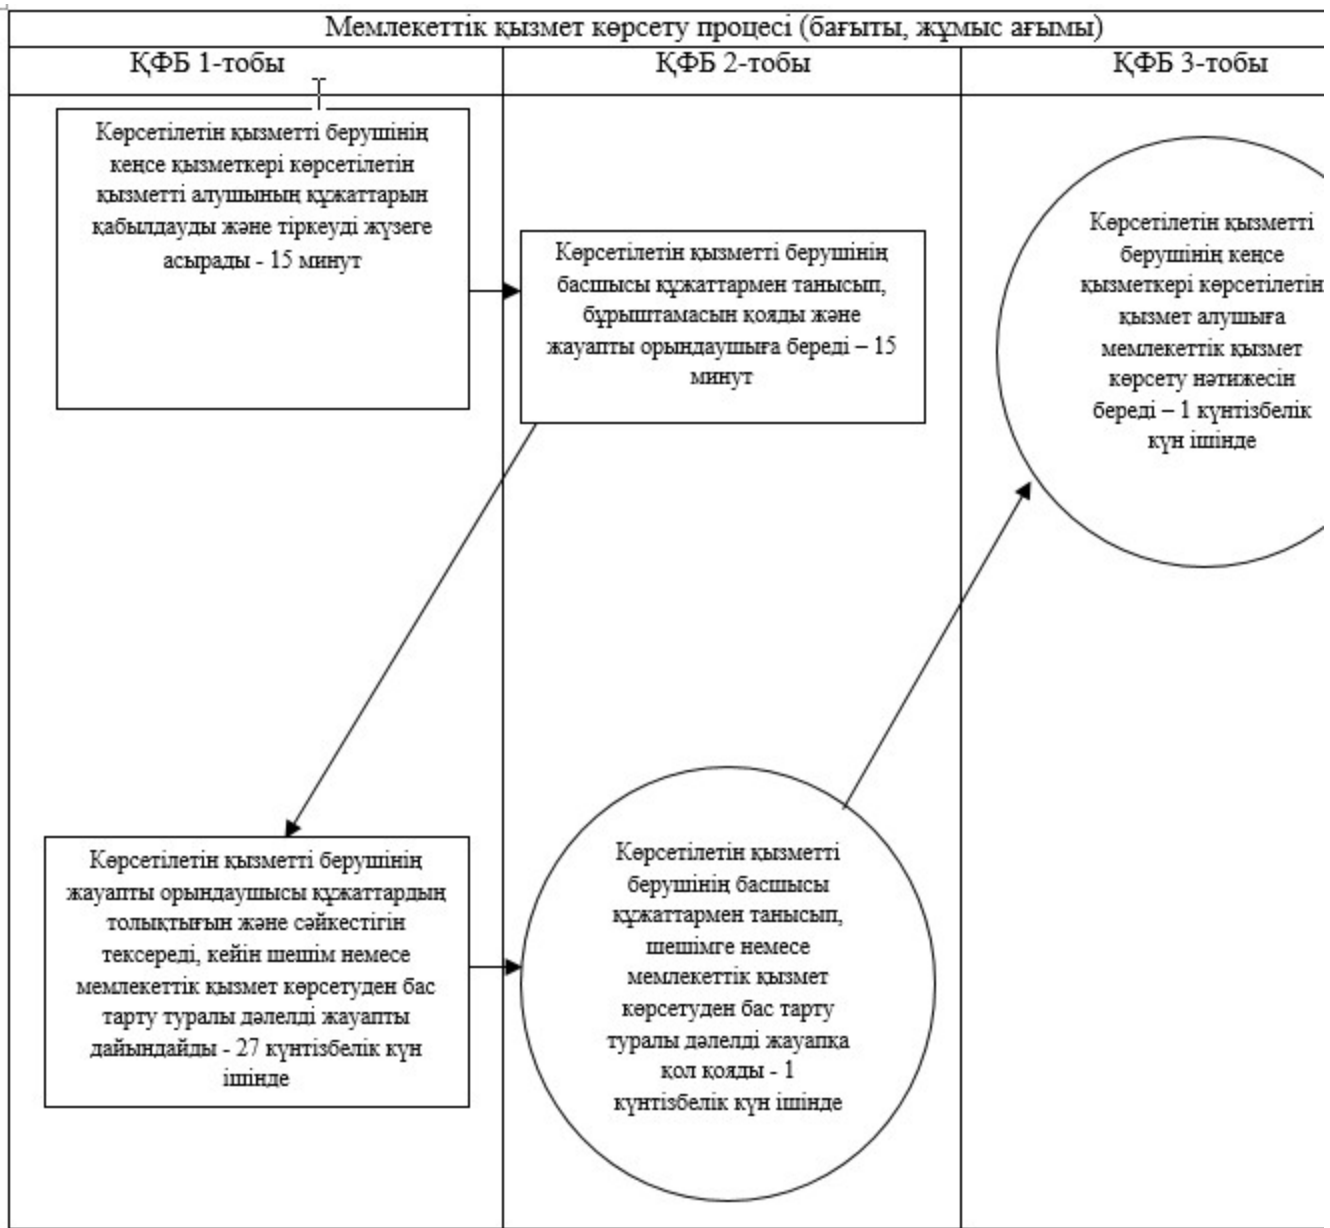 Мемлекеттік қызмет көрсету процесі (бағыты, жұмыс ағымы)
ҚФБ 1-тобы
ҚФБ 2-тобы
ҚФБ 3-тобы
Көрсетілетін қызметті берушінің
кеңсе қызметкері көрсетілетін
қызметті алушының құжаттарын
қабылдауды және тіркеуді жүзеге
асырады - 15 минут
Көрсетілетін қызметті берушінің
басшысы құжаттармен танысып,
бұрыштамасын қояды және
жауапты орындаушыға береді – 15
минут
Көрсетілетін қызметті
берушінің кеңсе
қызметкері көрсетілетін
қызмет алушыға
мемлекеттік қызмет
көрсету нәтижесін
береді – 1 күнтізбелік
күн ішінде
Көрсетілетін қызметті берушінің
жауапты орындаушысы құжаттардың
толықтығын және сәйкестігін
тексереді, кейін шешім немесе
мемлекеттік қызмет көрсетуден бас
тарту туралы дәлелді жауапты
дайындайды - 27 күнтізбелік күн
ішінде
Көрсетілетін қызметті
берушінің басшысы
құжаттармен танысып,
шешімге немесе
мемлекеттік қызмет
көрсетуден бас тарту
туралы дәлелді жауапқа
қол қояды - 1
күнтізбелік күн ішінде